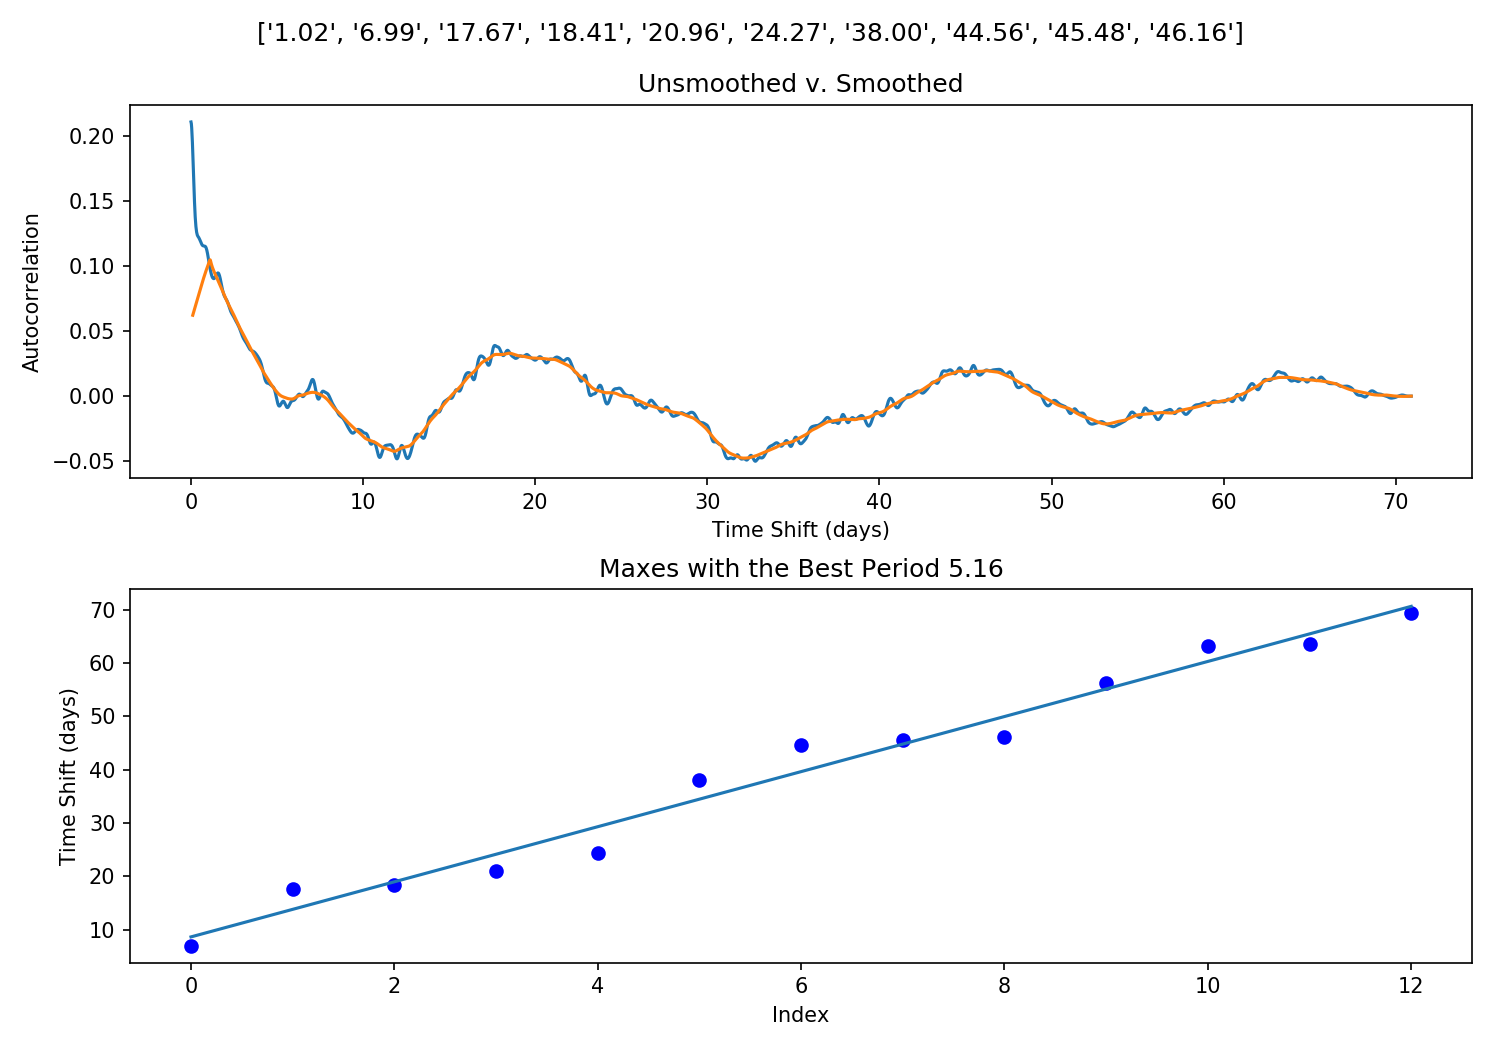 ['1.02', '6.99', '17.67', '18.41', '20.96', '24.27', '38.00', '44.56', '45.48', '46.16']
Unsmoothed v. Smoothed
0.20
0.15
0.10
0.05
0.00
−0.05
Autocorrelation
0 10 20 30 40 50 60 70
Time Shift (days)
Maxes with the Best Period 5.16
70
60
50
40
30
20
10
Time Shift (days)
0 2 4 6 8 10 12
Index